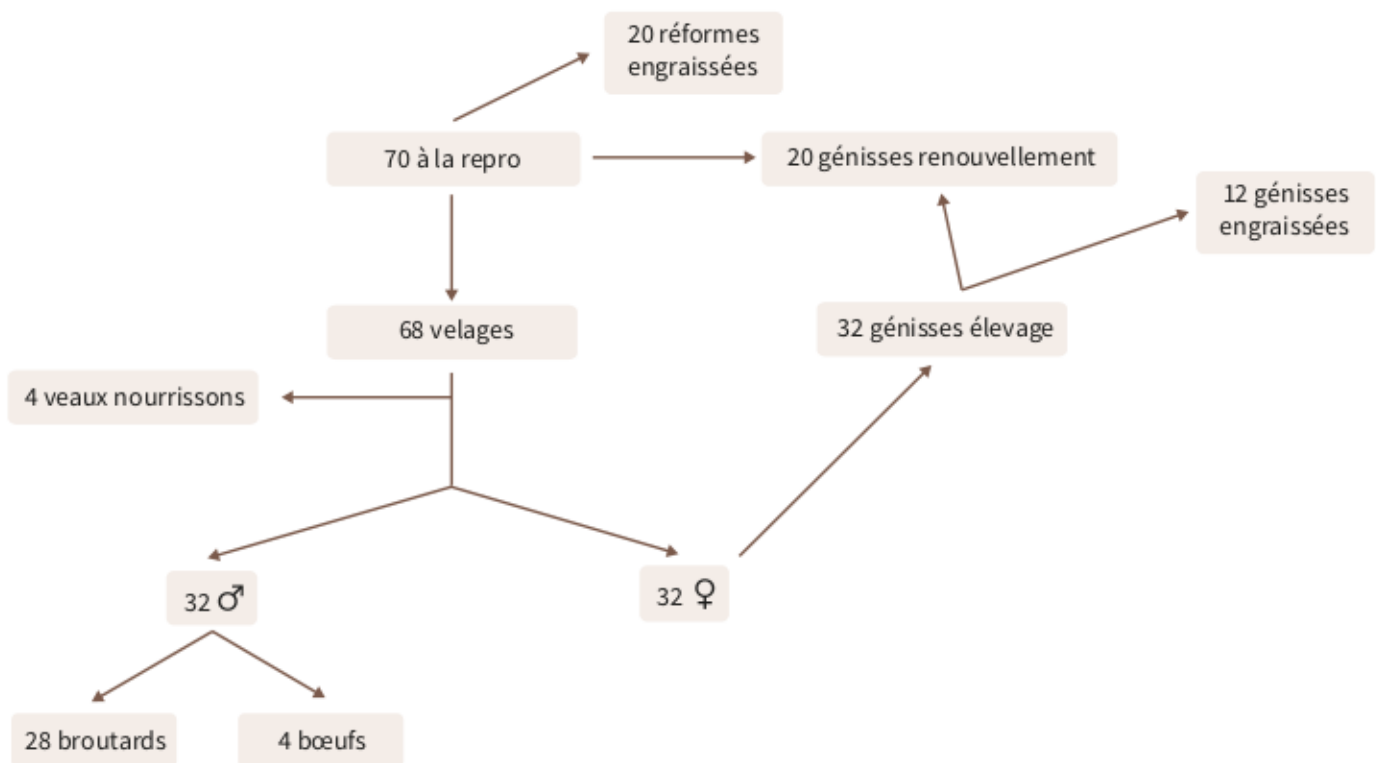 20 réformes
engraissées
70 à la repro
20 génisses renouvellement
12 génisses
engraissées
68 velages
32 génisses élevage
4 veaux nourrissons
32 ♂
32 ♀
28 broutards
4 bœufs